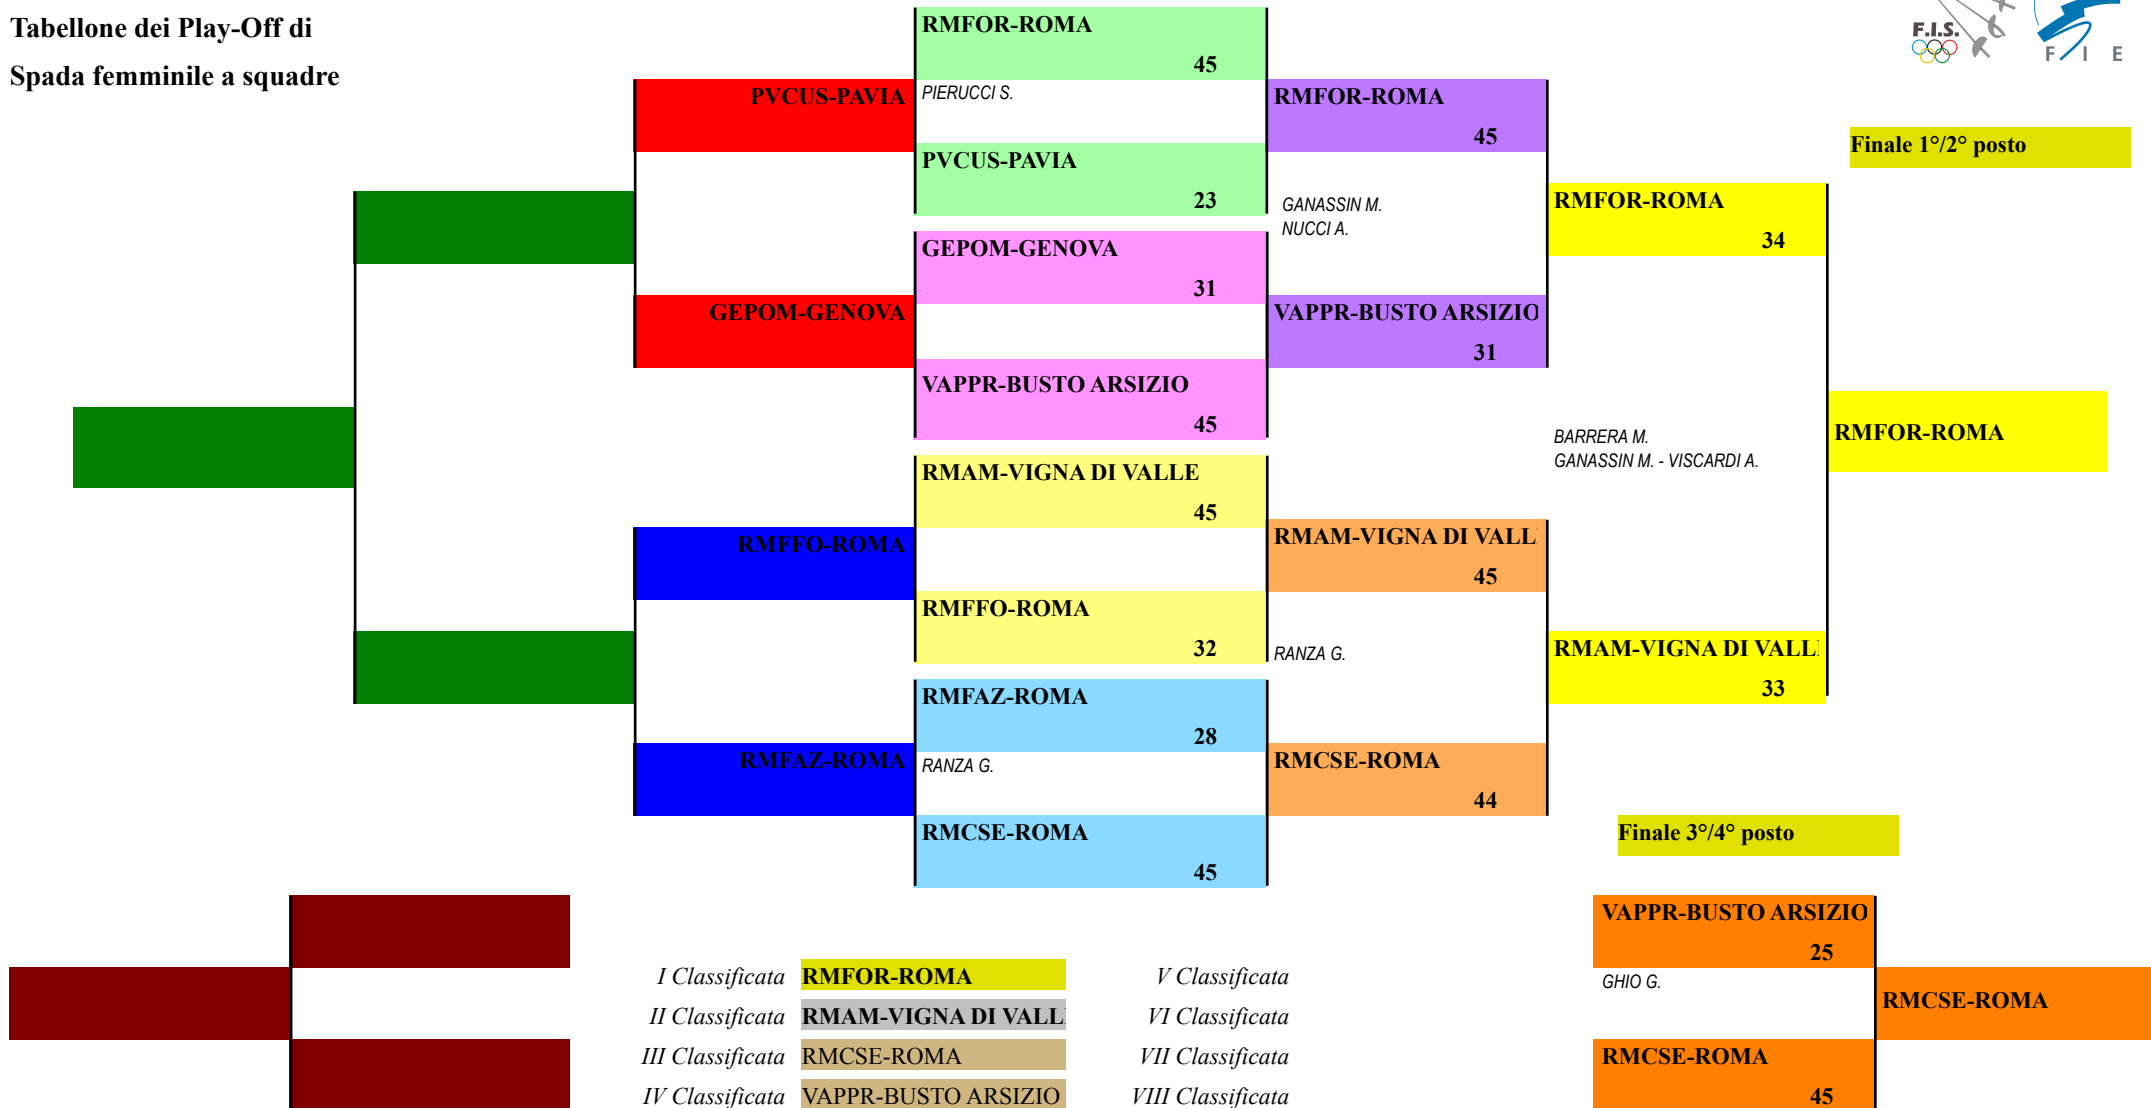 Tabellone dei Play-Off di
Spada femminile a squadre
F.I.S.
F I E
RMFOR-ROMA
45
PIERUCCI S.
PVCUS-PAVIA
23
GEPOM-GENOVA
31
VAPPR-BUSTO ARSIZIO
45
RMAM-VIGNA DI VALLE
45
RMFFO-ROMA
32
RMFAZ-ROMA
28
RANZA G.
RMCSE-ROMA
45
PVCUS-PAVIA
GEPOM-GENOVA
RMFFO-ROMA
RMFAZ-ROMA
RMFOR-ROMA
45
GANASSIN M.
NUCCI A.
VAPPR-BUSTO ARSIZIO
31
RMAM-VIGNA DI VALL
45
RANZA G.
RMCSE-ROMA
44
Finale 1°/2° posto
RMFOR-ROMA
34
BARRERA M.
GANASSIN M. - VISCARDI A.
RMAM-VIGNA DI VALL
33
RMFOR-ROMA
Finale 3°/4° posto
VAPPR-BUSTO ARSIZIO
25
GHIO G.
RMCSE-ROMA
45
RMCSE-ROMA
I Classificata RMFOR-ROMA
II Classificata RMAM-VIGNA DI VALL
III Classificata RMCSE-ROMA
IV Classificata VAPPR-BUSTO ARSIZIO
V Classificata
VI Classificata
VII Classificata
VIII Classificata